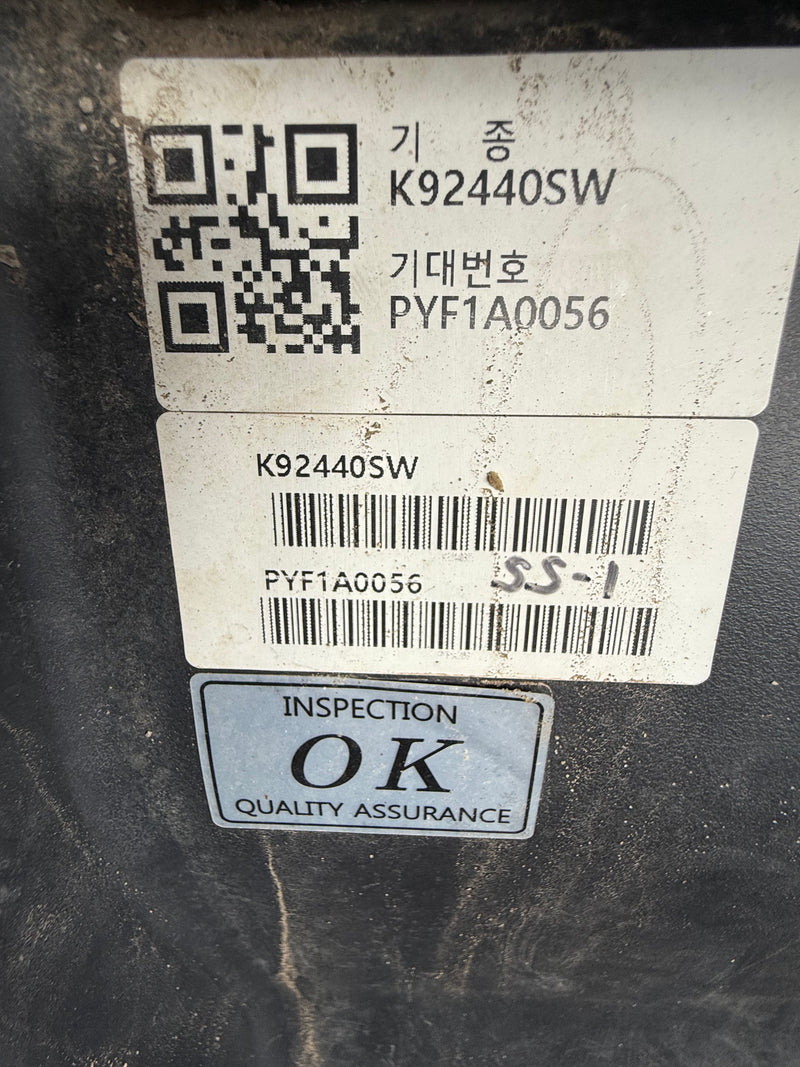 기 종
K92440SW
기대번호
PYF1A0056
K92440SW
PYF1A0056 SS-1
INSPECTION
OK
QUALITY ASSURANCE